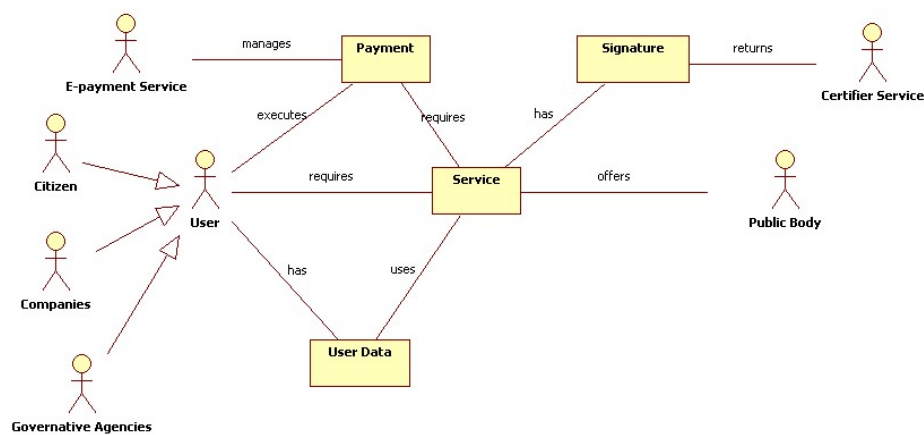 manages
Payment
Signature
returns
E-payment Service
Certifier Service
executes
requires
has
Citizen
requires
Service
offers
User
Public Body
Companies
has
uses
User Data
Governative Agencies